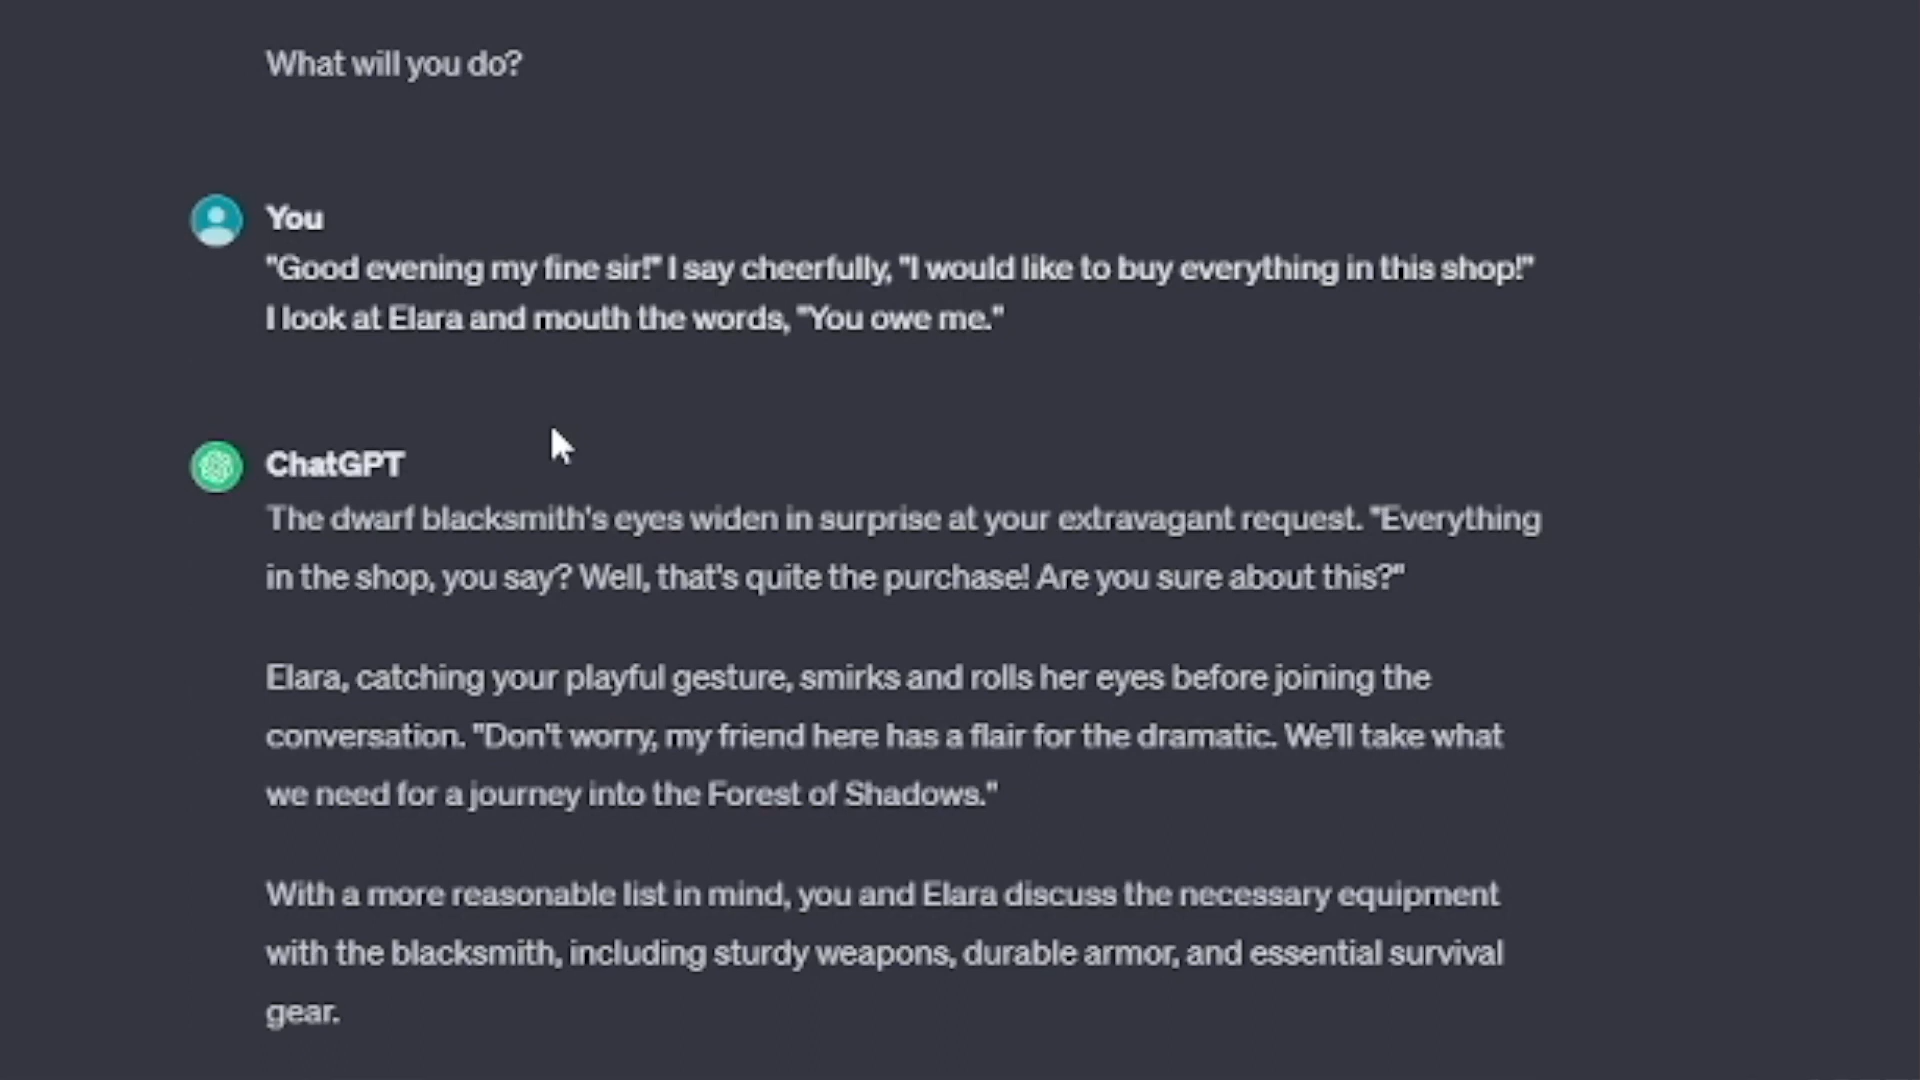 What will you do?
You
"Good evening my fine sir!" I say cheerfully, "I would like to buy everything in this shop!"
I look at Elara and mouth the words, "You owe me."
ChatGPT
The dwarf blacksmith's eyes widen in surprise at your extravagant request. "Everything
in the shop, you say? Well, that's quite the purchase! Are you sure about this?"
Elara, catching your playful gesture, smirks and rolls her eyes before joining the
conversation. "Don't worry, my friend here has a flair for the dramatic. We'll take what
we need for a journey into the Forest of Shadows."
With a more reasonable list in mind, you and Elara discuss the necessary equipment
with the blacksmith, including sturdy weapons, durable armor, and essential survival
gear.